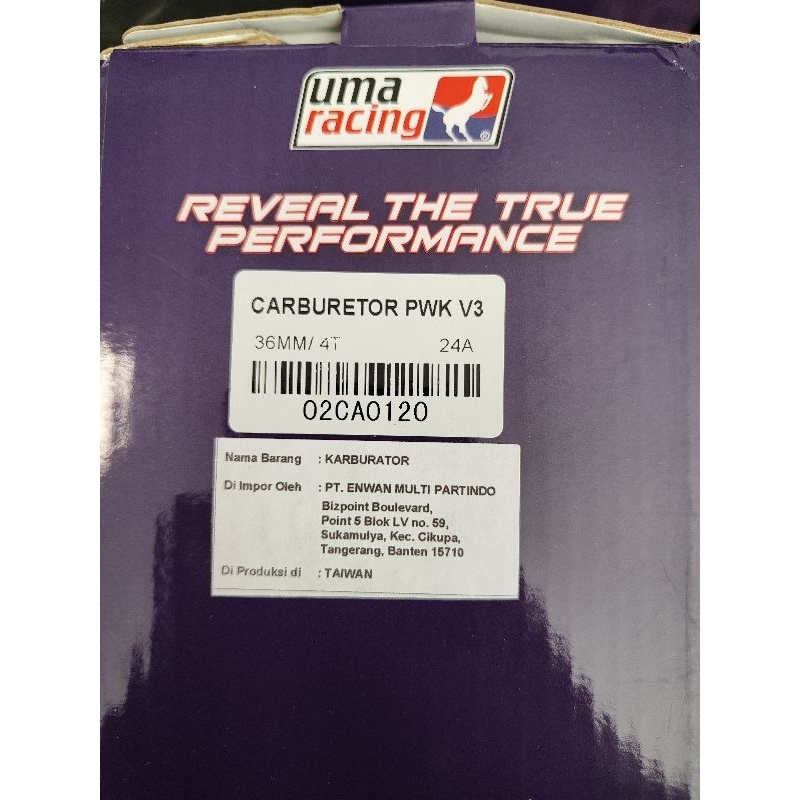 uma
racing
®
REVEAL THE TRUE
PERFORMANCE
CARBURETOR PWK V3
36MM/ 4T 24A
02CA0120
Nama Barang : KARBURATOR
Di Impor Oleh : PT. ENWAN MULTI PARTINDO
Bizpoint Boulevard,
Point 5 Blok LV no. 59,
Sukamulya, Kec. Cikupa,
Tangerang, Banten 15710
Di Produksi di : TAIWAN